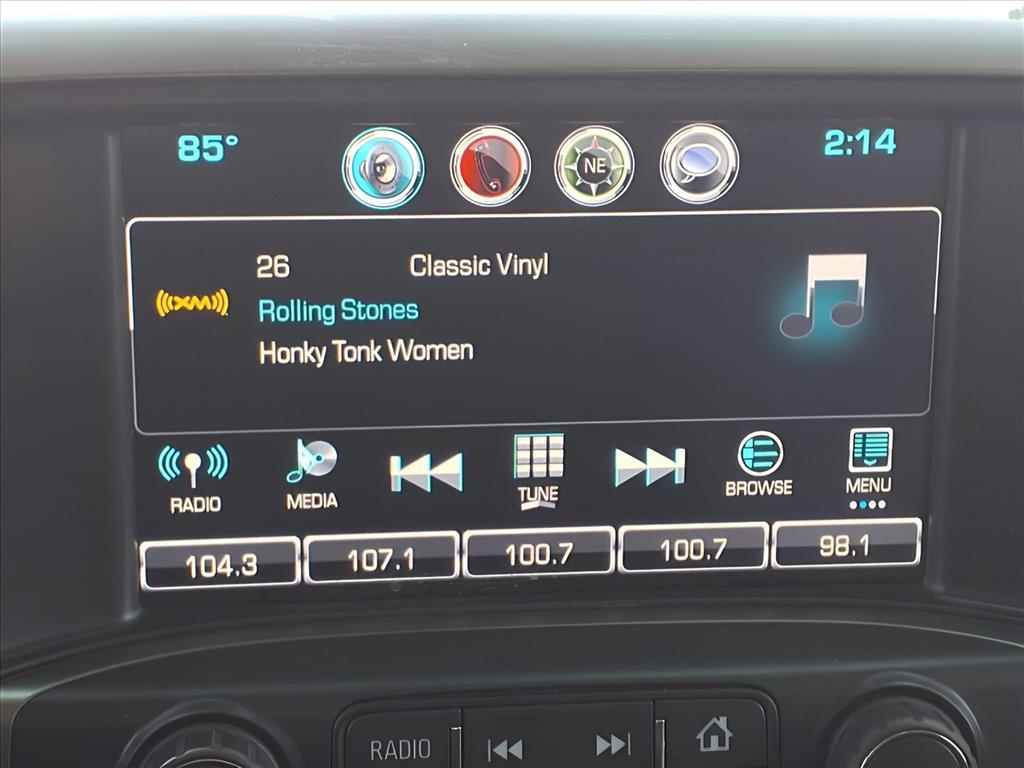 85° NE 2:14
26 Classic Vinyl
((XM))
Rolling Stones
Honky Tonk Women
RADIO MEDIA TUNE BROWSE MENU
104.3 107.1 100.7 100.7 98.1
RADIO